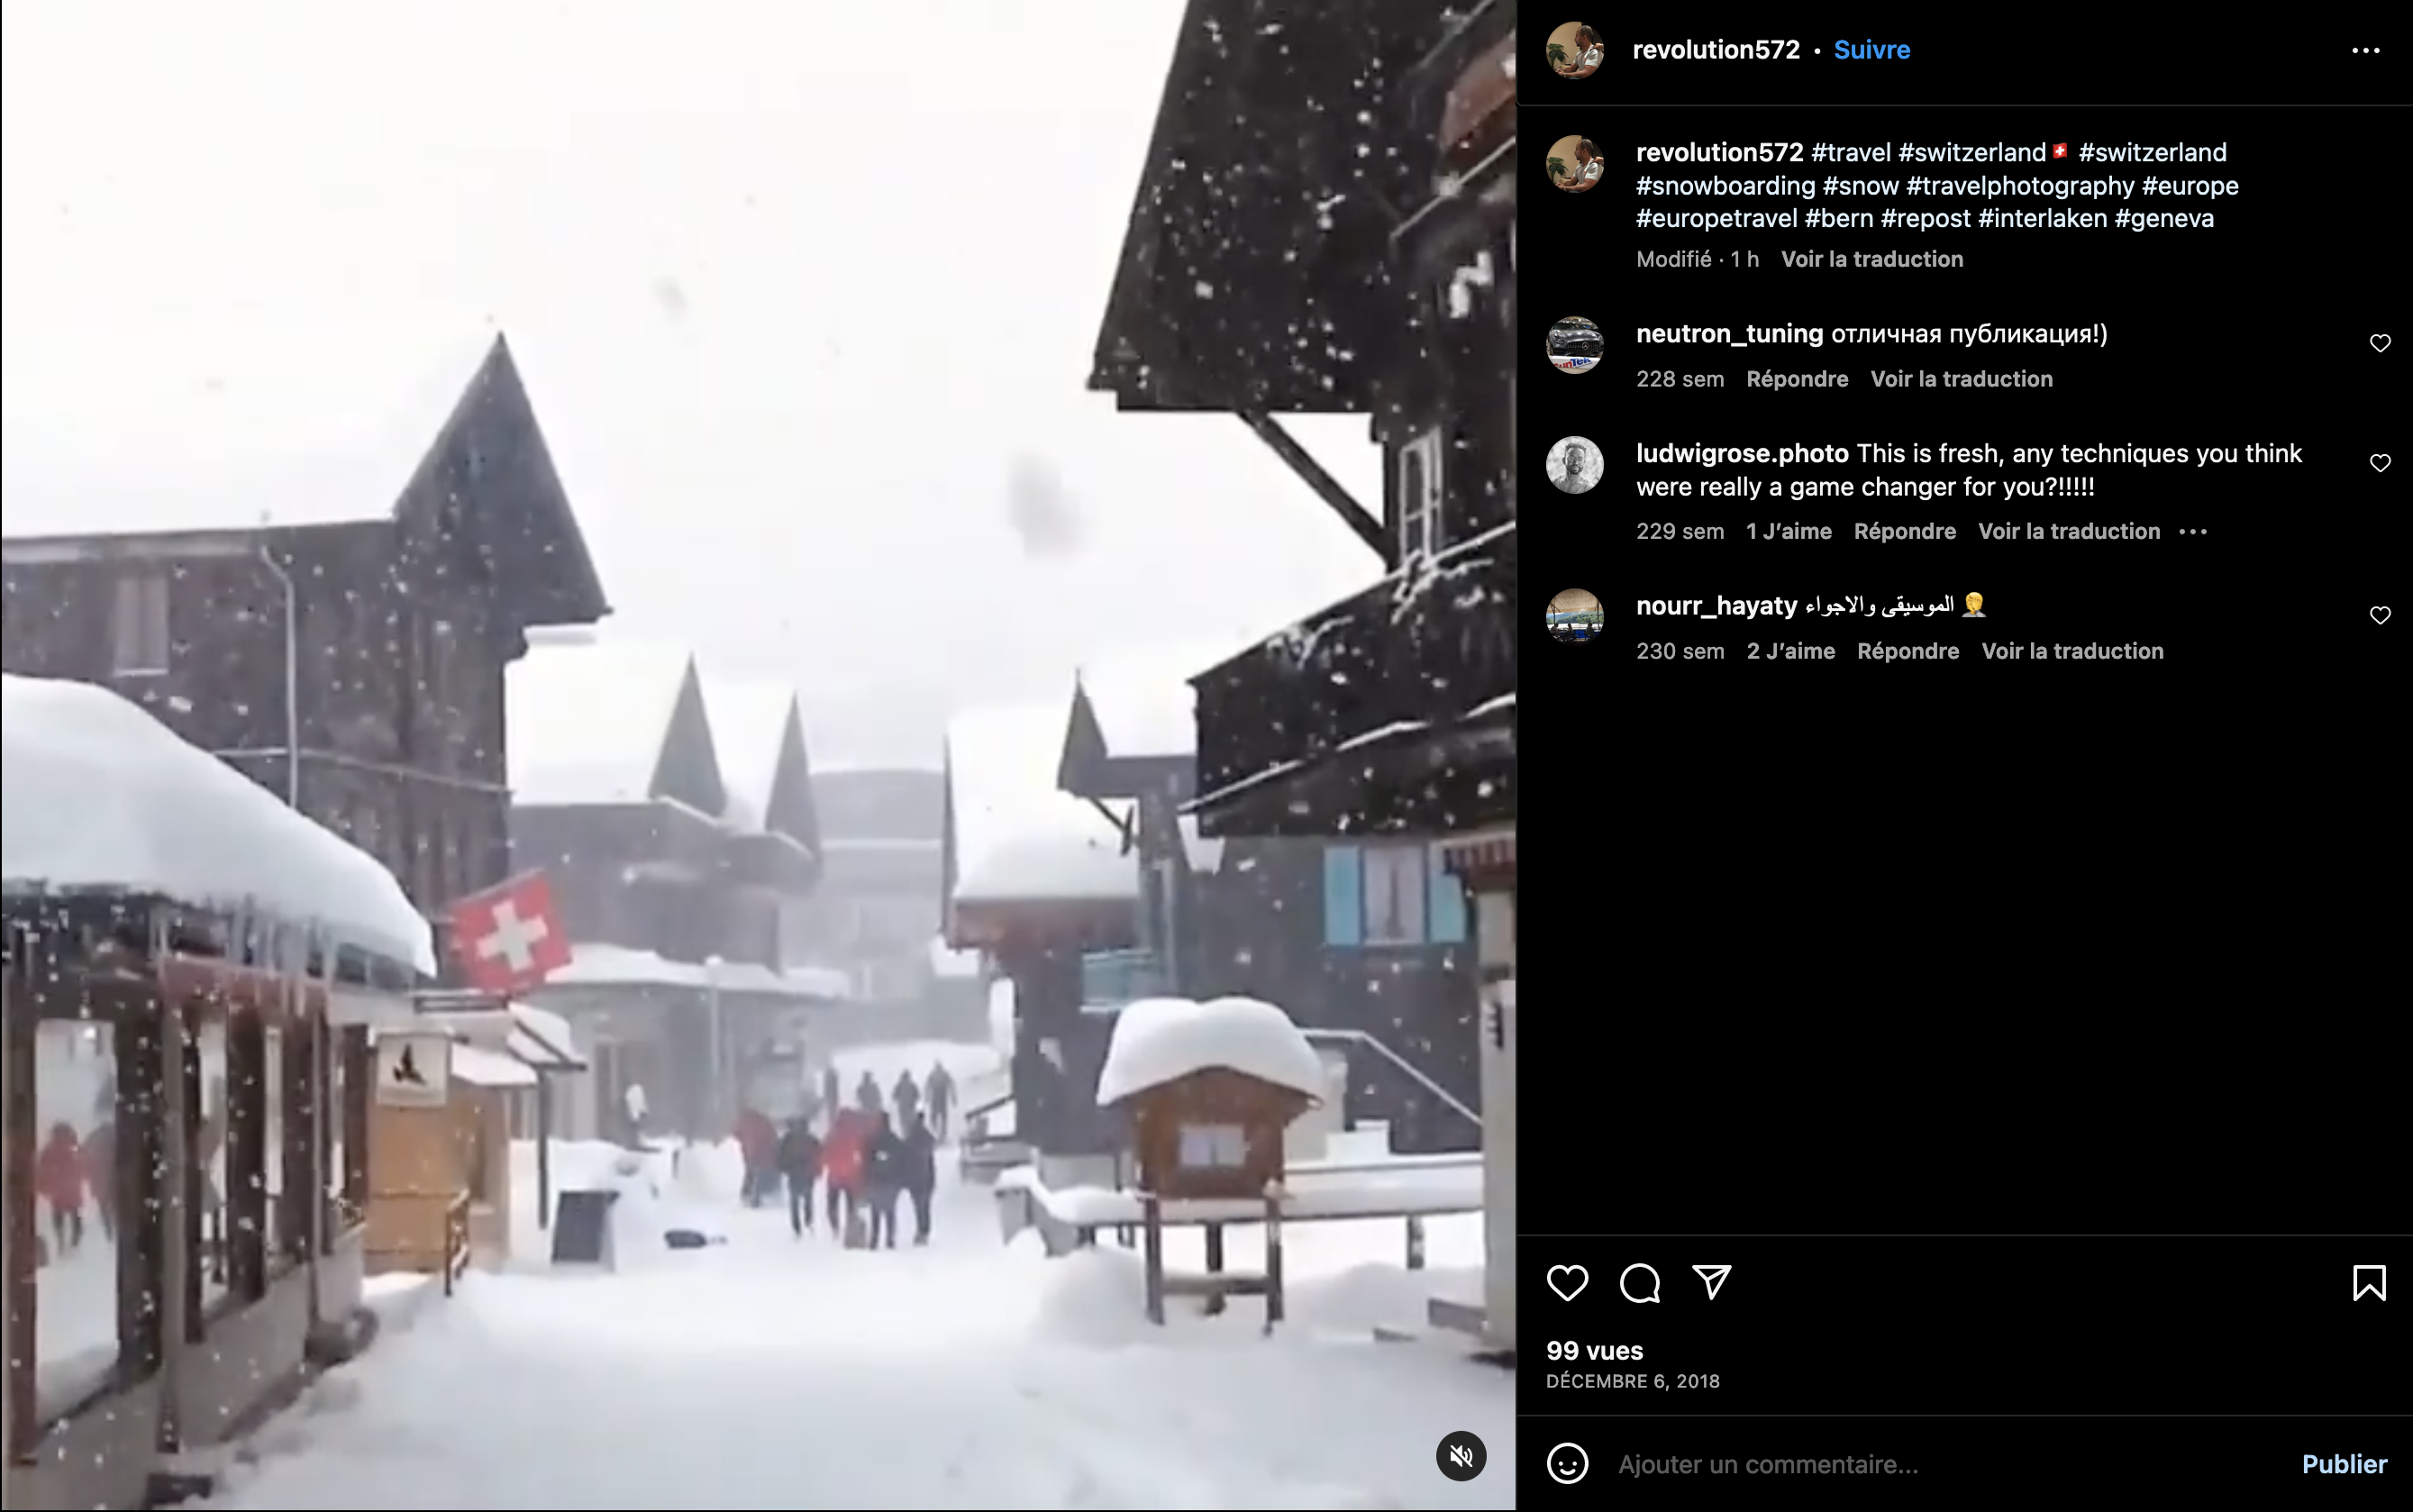 revolution572 • Suivre
revolution572 #travel #switzerland🇨🇭 #switzerland
#snowboarding #snow #travelphotography #europe
#europetravel #bern #repost #interlaken #geneva
Modifié · 1 h Voir la traduction
neutron_tuning отличная публикация!)
228 sem Répondre Voir la traduction
ludwigrose.photo This is fresh, any techniques you think
were really a game changer for you?!!!!!
229 sem 1 J’aime Répondre Voir la traduction
nourr_hayaty الموسيقى والاجواء 🤦
230 sem 2 J’aime Répondre Voir la traduction
99 vues
DÉCEMBRE 6, 2018
Ajouter un commentaire...
Publier